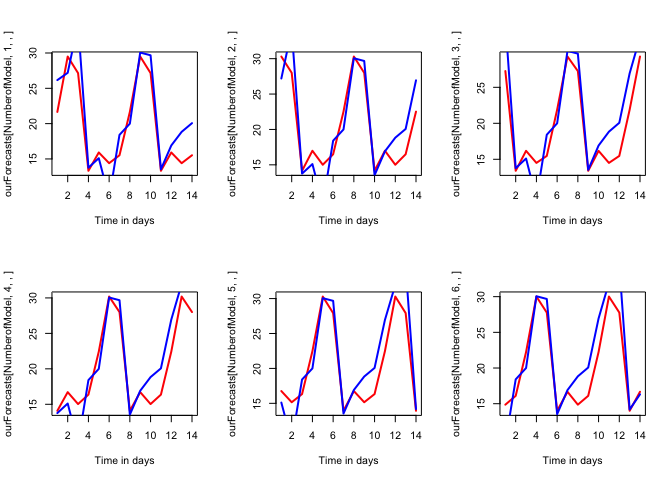 ourForecasts[NumberofModel, 1, , ]
15 20 25 30
2 4 6 8 10 12 14
Time in days
ourForecasts[NumberofModel, 2, , ]
15 20 25 30
2 4 6 8 10 12 14
Time in days
ourForecasts[NumberofModel, 3, , ]
15 20 25
2 4 6 8 10 12 14
Time in days
ourForecasts[NumberofModel, 4, , ]
15 20 25 30
2 4 6 8 10 12 14
Time in days
ourForecasts[NumberofModel, 5, , ]
15 20 25 30
2 4 6 8 10 12 14
Time in days
ourForecasts[NumberofModel, 6, , ]
15 20 25 30
2 4 6 8 10 12 14
Time in days